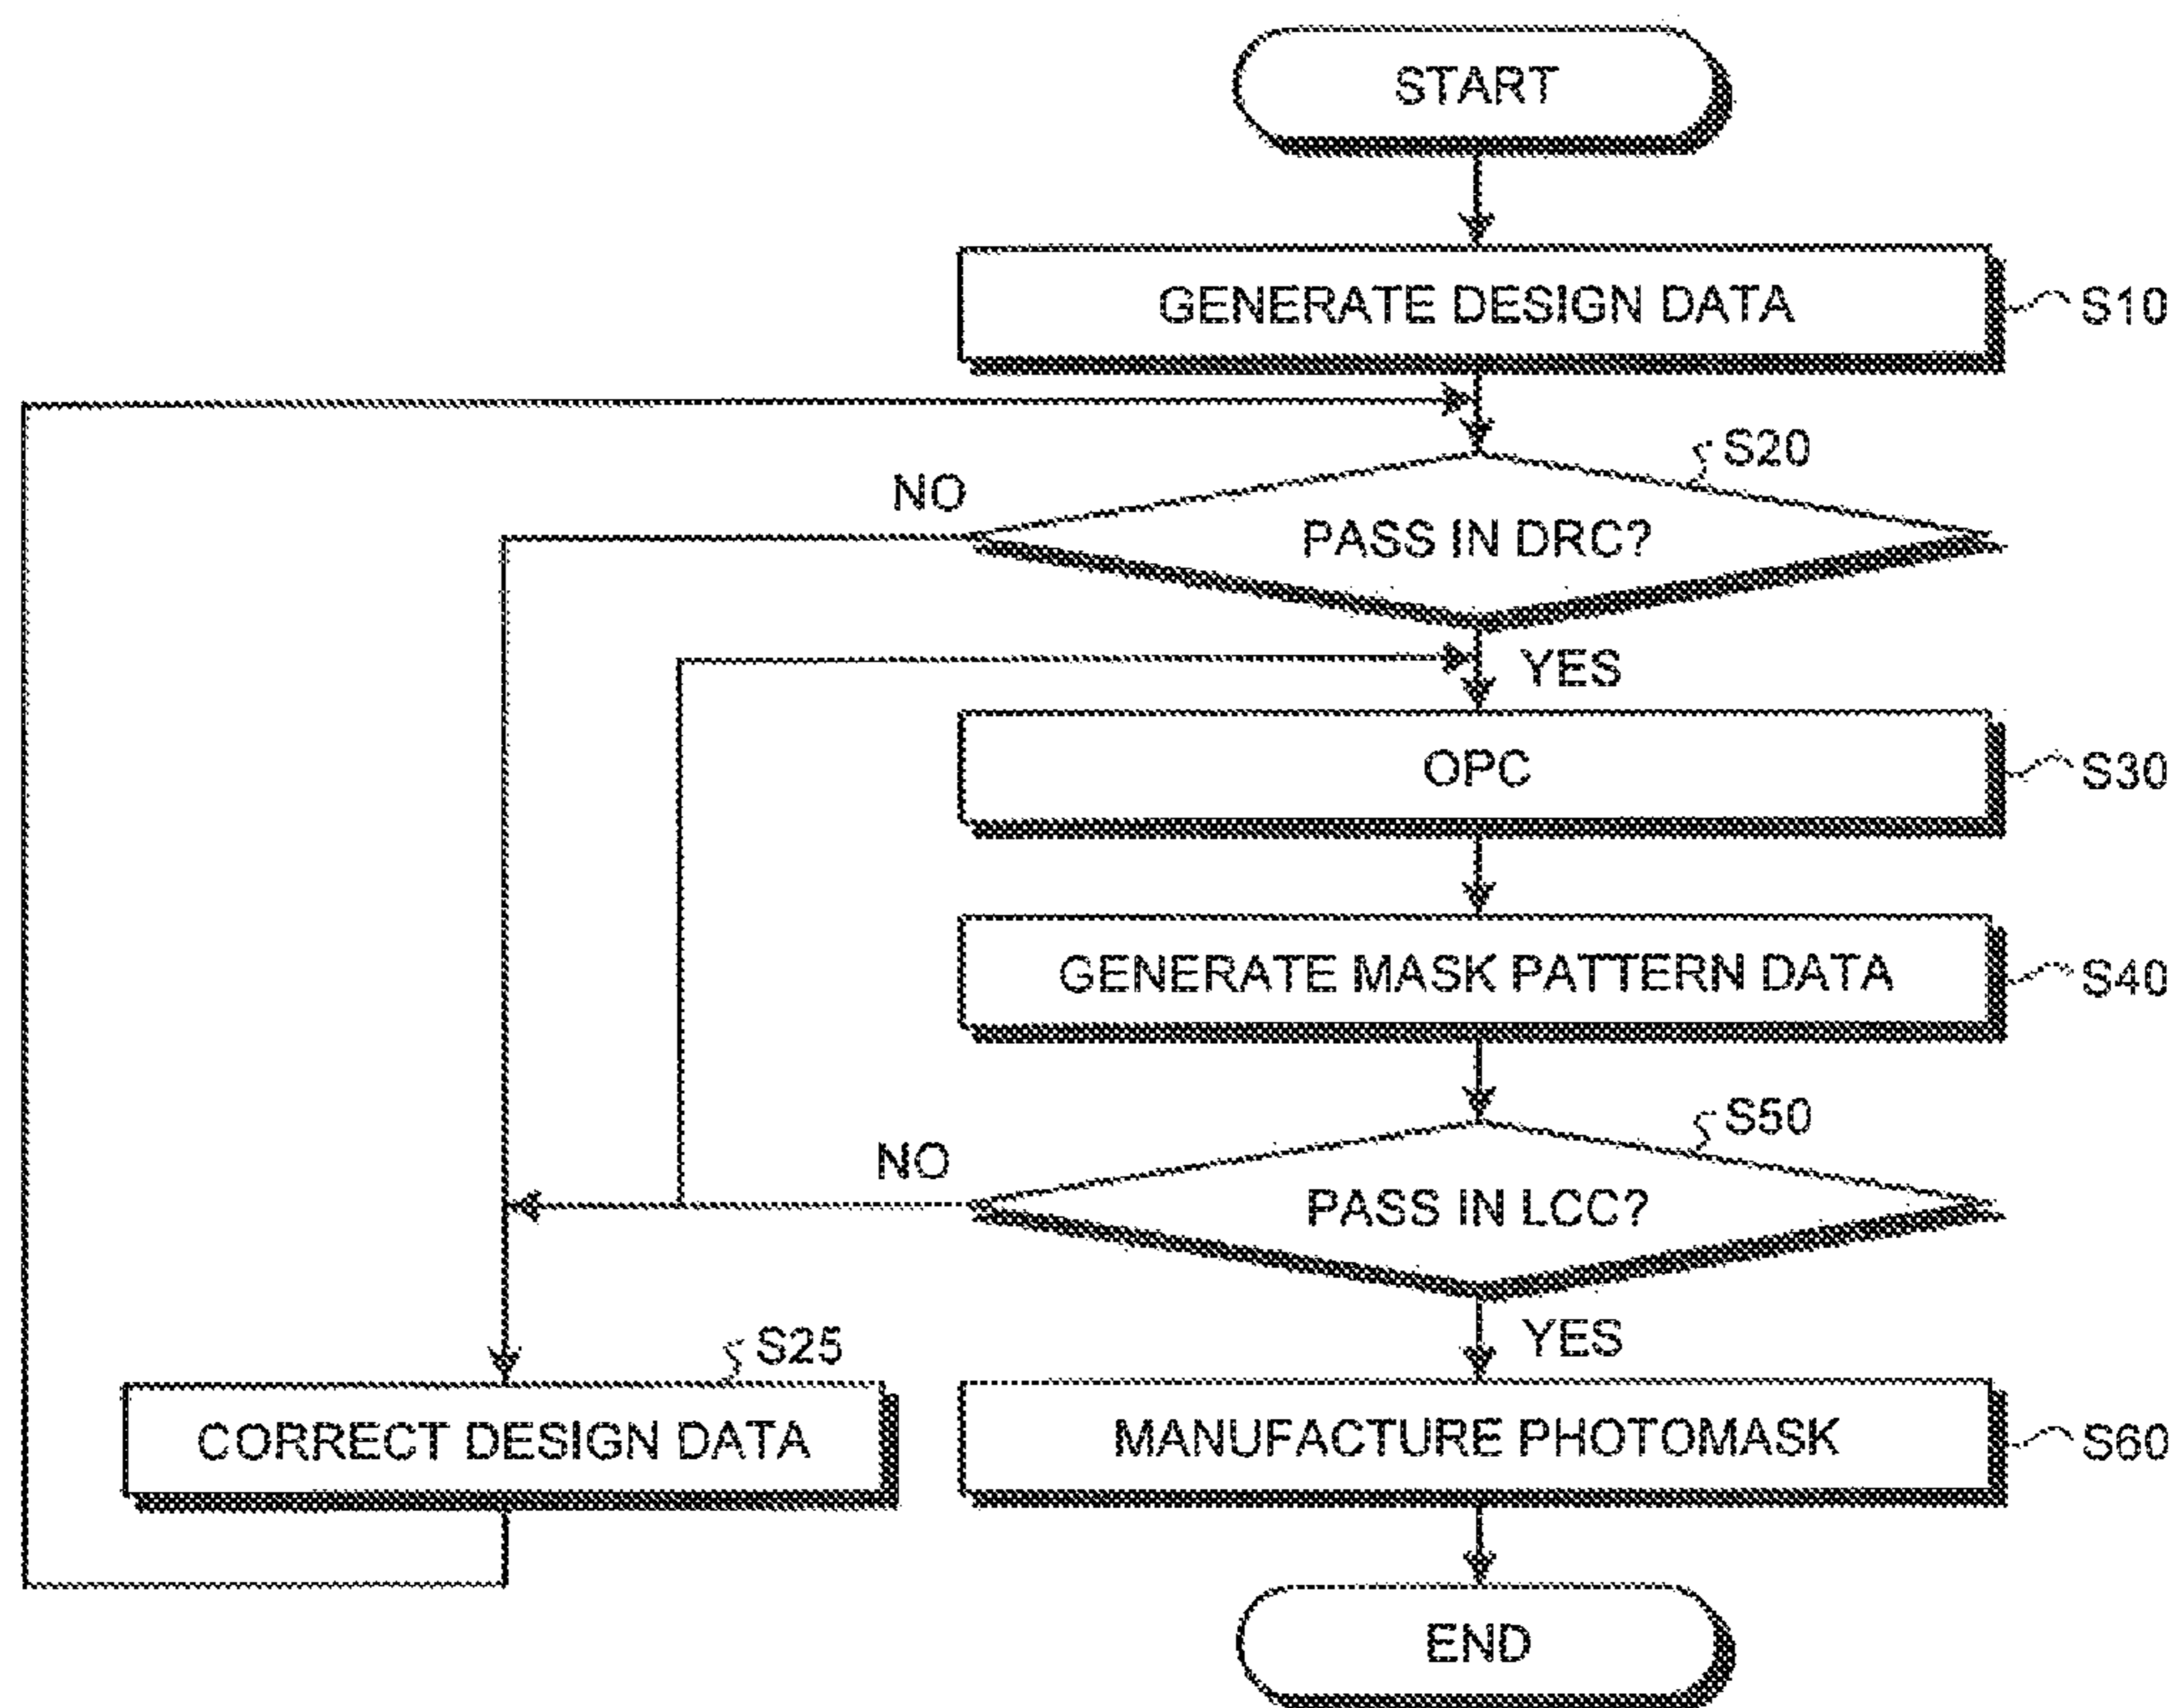 START
GENERATE DESIGN DATA
S10
S20
NO
PASS IN DRC?
YES
OPC
S30
GENERATE MASK PATTERN DATA
S40
S50
NO
PASS IN LCC?
YES
S25
CORRECT DESIGN DATA
MANUFACTURE PHOTOMASK
S60
END